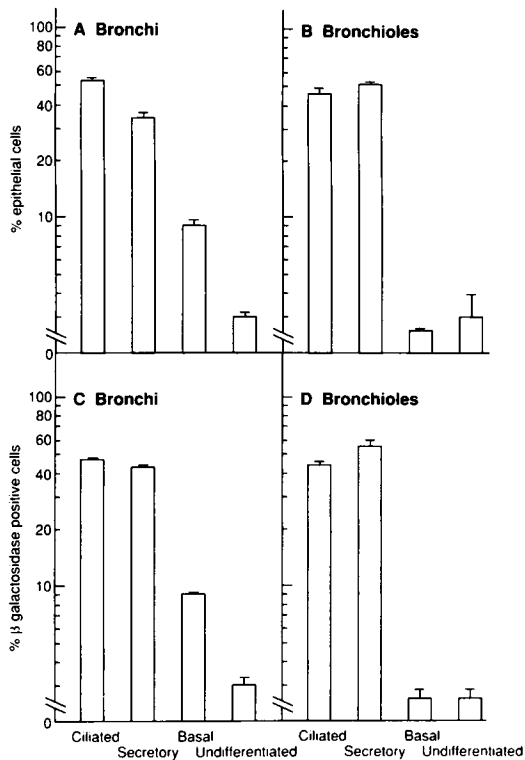 A Bronchi
B Bronchioles
% epithelial cells
100
80
60
40
20
10
0
C Bronchi
D Bronchioles
% β galactosidase positive cells
100
80
60
40
20
10
0
Ciliated
Secretory
Basal
Undifferentiated
Ciliated
Secretory
Basal
Undifferentiated